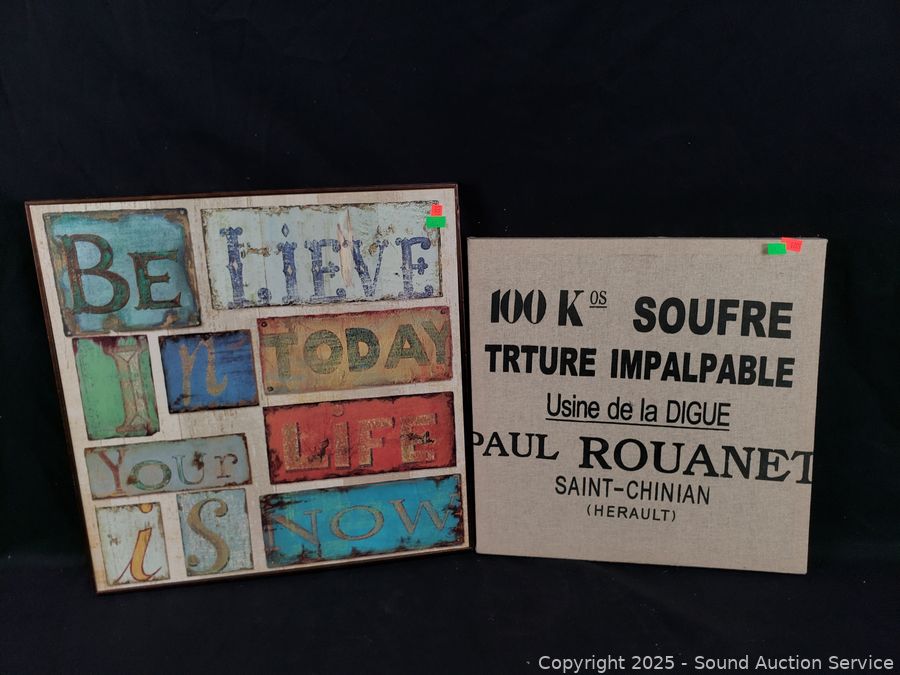 BE LiEVE
in TODAY
YOUr LiFE
iS NOW
100 K OS SOUFRE
TRTURE IMPALPABLE
Usine de la DIGUE
PAUL ROUANET
SAINT-CHINIAN
(HERAULT)
Copyright © 2025 - Sound Auction Service